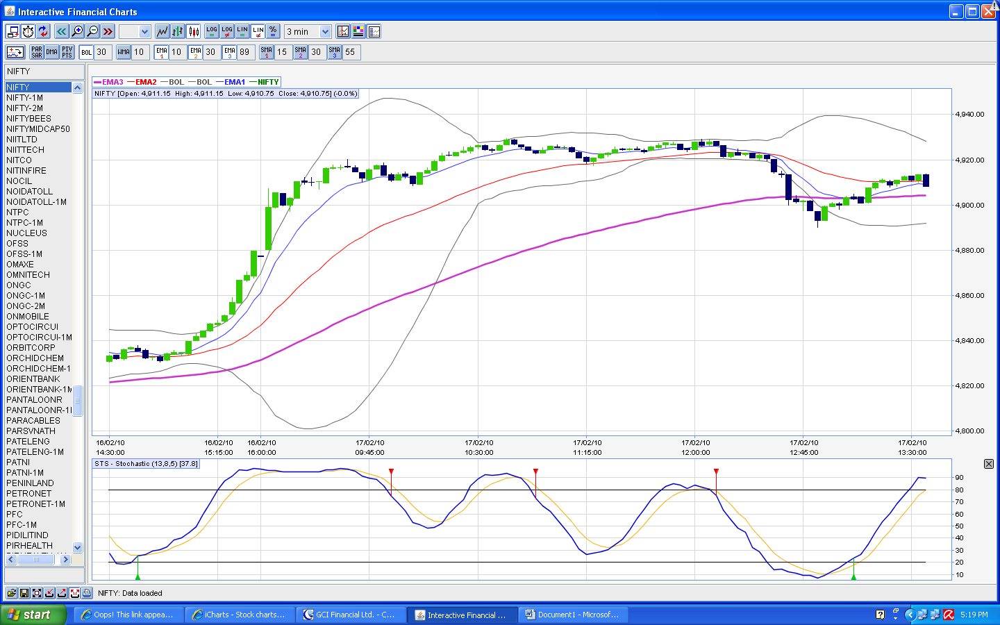 Interactive Financial Charts
LOG LOG LIN LIN % 3 min
PAR SAR DMA PIV PTS BOL 30 WMA 10 EMA 1 10 EMA 2 30 EMA 3 89 SMA 1 15 SMA 2 30 SMA 3 55
NIFTY
NIFTY
NIFTY-1M
NIFTY-2M
NIFTYBEES
NIFTYMIDCAP50
NIITLTD
NIITTECH
NITCO
NITINFIRE
NOCIL
NOIDATOLL
NOIDATOLL-1M
NTPC
NTPC-1M
NUCLEUS
OFSS
OFSS-1M
OMAXE
OMNITECH
ONGC
ONGC-1M
ONGC-2M
ONMOBILE
OPTOCIRCUI
OPTOCIRCUI-1M
ORBITCORP
ORCHIDCHEM
ORCHIDCHEM-1
ORIENTBANK
ORIENTBANK-1M
PANTALOONR
PANTALOONR-1I
PARACABLES
PARSVNATH
PATELENG
PATELENG-1M
PATNI
PATNI-1M
PENINLAND
PETRONET
PETRONET-1M
PFC
PFC-1M
PIDILITIND
PIRHEALTH
EMA3 EMA2 BOL BOL EMA1 NIFTY
NIFTY [Open: 4,911.15 High: 4,911.15 Low: 4,910.75 Close: 4,910.75] (-0.0%)
4,940.00
4,920.00
4,900.00
4,880.00
4,860.00
4,840.00
4,820.00
4,800.00
16/02/10 16/02/10 16/02/10 17/02/10 17/02/10 17/02/10 17/02/10 17/02/10 17/02/10
14:30:00 15:15:00 16:00:00 09:45:00 10:30:00 11:15:00 12:00:00 12:45:00 13:30:00
STS - Stochastic (13,8,5) [37.8]
90
80
70
60
50
40
30
20
10
NIFTY: Data loaded
start Oops! This link appea... iCharts - Stock charts... GCI Financial Ltd. - C... Interactive Financial ... Document1 - Microsof... 5:19 PM